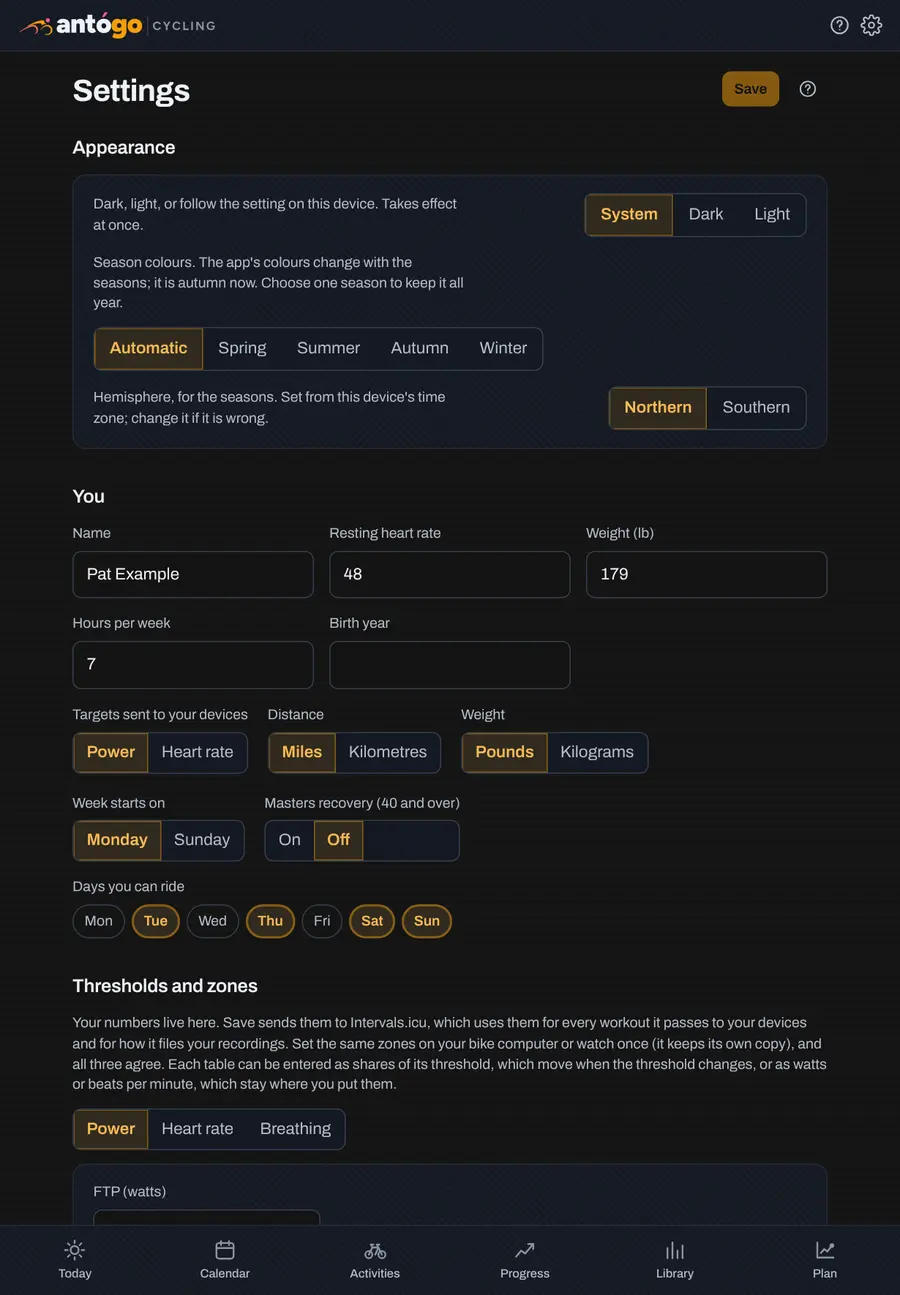 antógo CYCLING
Settings
Save
Appearance
Dark, light, or follow the setting on this device. Takes effect
at once.
System Dark Light
Season colours. The app's colours change with the
seasons; it is autumn now. Choose one season to keep it all
year.
Automatic Spring Summer Autumn Winter
Hemisphere, for the seasons. Set from this device's time
zone; change it if it is wrong.
Northern Southern
You
Name Resting heart rate Weight (lb)
Pat Example 48 179
Hours per week Birth year
7
Targets sent to your devices Distance Weight
Power Heart rate Miles Kilometres Pounds Kilograms
Week starts on Masters recovery (40 and over)
Monday Sunday On Off
Days you can ride
Mon Tue Wed Thu Fri Sat Sun
Thresholds and zones
Your numbers live here. Save sends them to Intervals.icu, which uses them for every workout it passes to your devices
and for how it files your recordings. Set the same zones on your bike computer or watch once (it keeps its own copy), and
all three agree. Each table can be entered as shares of its threshold, which move when the threshold changes, or as watts
or beats per minute, which stay where you put them.
Power Heart rate Breathing
FTP (watts)
Today Calendar Activities Progress Library Plan